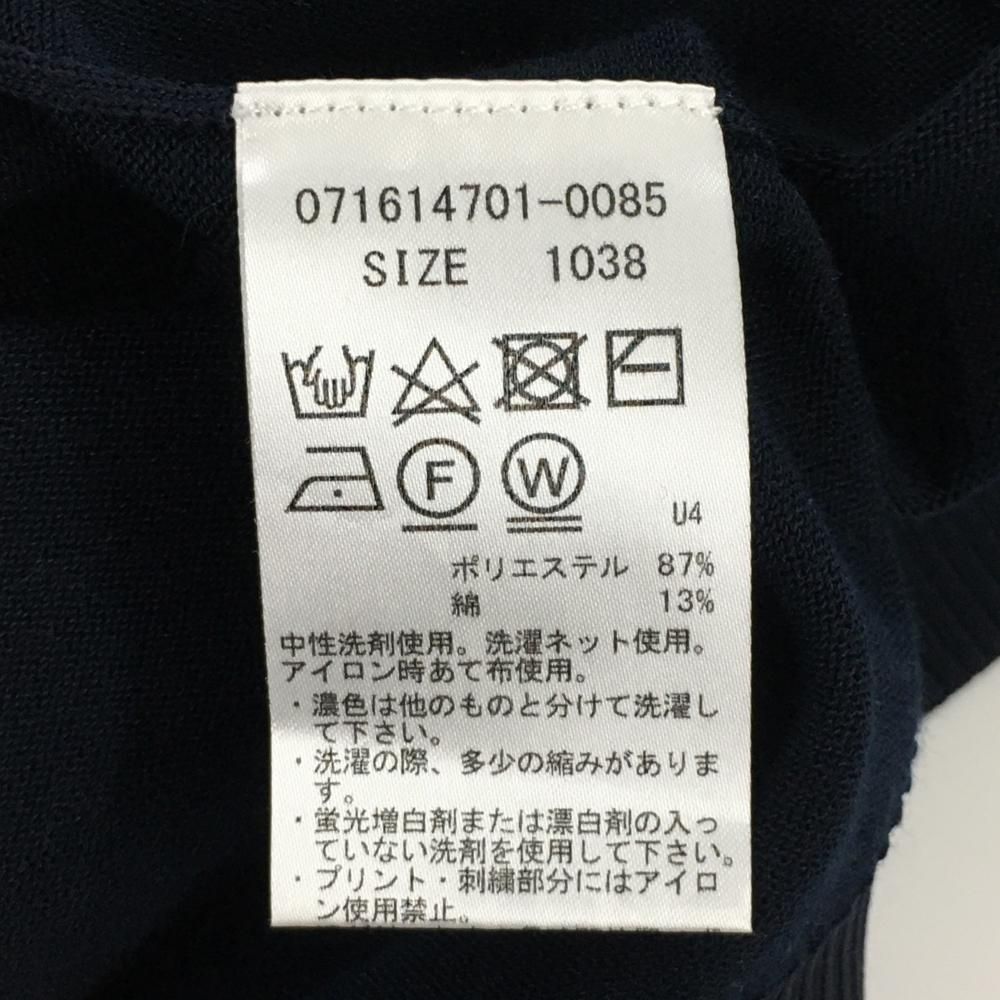 071614701-0085
SIZE 1038
F W
U4
ポリエステル 87%
綿 13%
中性洗剤使用。洗濯ネット使用。
アイロン時あて布使用。
・濃色は他のものと分けて洗濯し
て下さい。
・洗濯の際、多少の縮みがありま
す。
・蛍光増白剤または漂白剤の入っ
ていない洗剤を使用して下さい。
・プリント・刺繍部分にはアイロ
ン使用禁止。